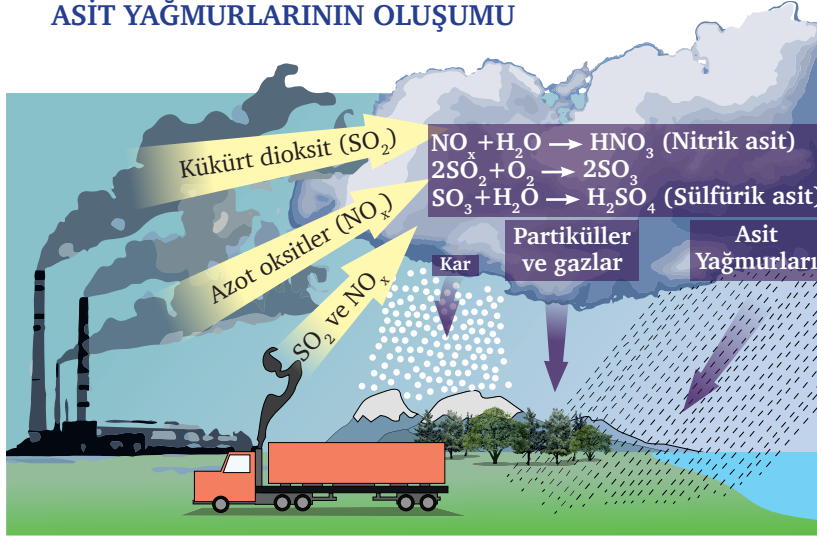 ASİT YAĞMURLARININ OLUŞUMU
Kükürt dioksit (SO₂)
Azot oksitler (NOₓ)
SO₂ ve NOₓ
NOₓ+H₂O → HNO₃ (Nitrik asit)
2SO₂+O₂ → 2SO₃
SO₃+H₂O → H₂SO₄ (Sülfürik asit)
Kar
Partiküller
ve gazlar
Asit
Yağmurları